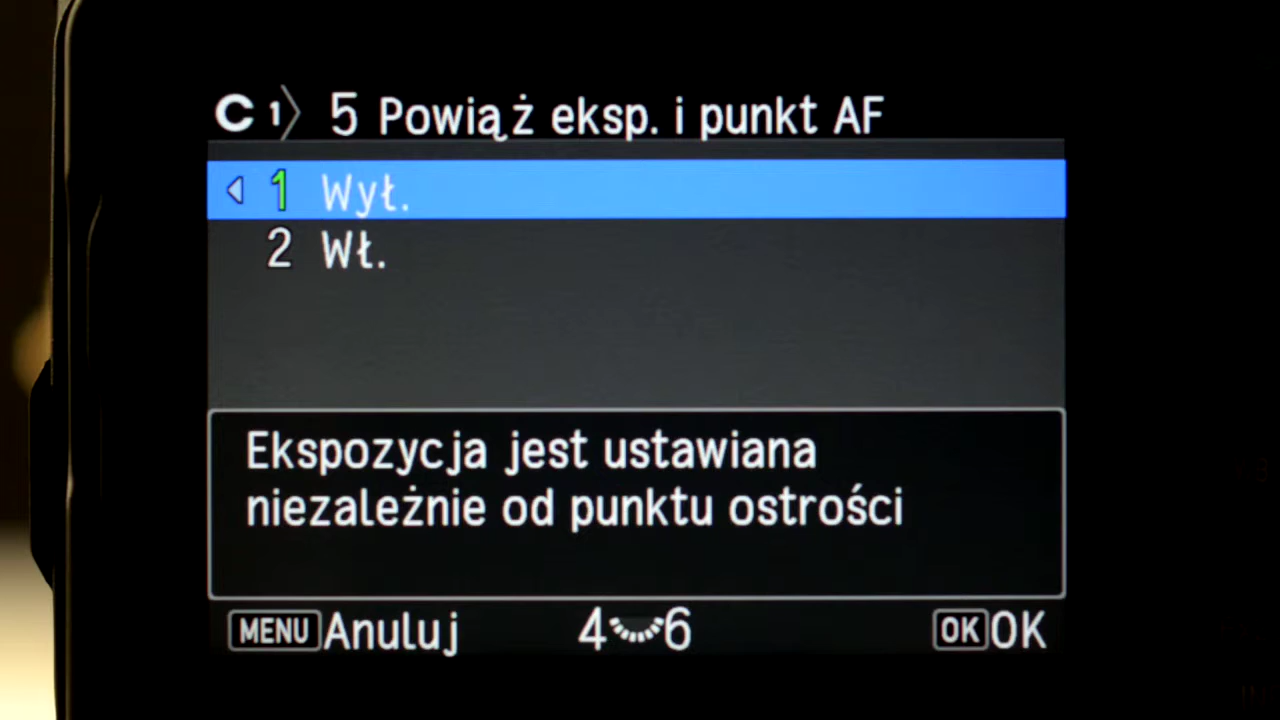 C 1 5 Powiąż eksp. i punkt AF
1 Wył.
2 Wł.
Ekspozycja jest ustawiana
niezależnie od punktu ostrości
MENU Anuluj 4 6 OK OK